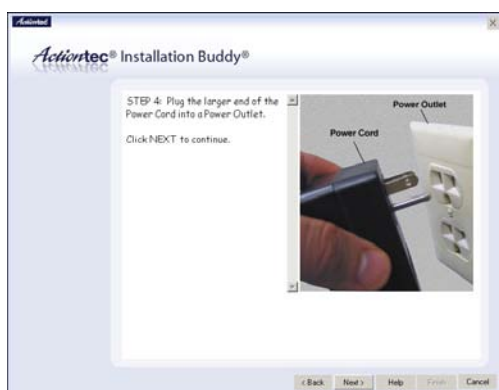 Actiontec
Actiontec® Installation Buddy®
STEP 4: Plug the larger end of the
Power Cord into a Power Outlet.
Click NEXT to continue.
Power Outlet
Power Cord
< Back Next > Help Finish Cancel